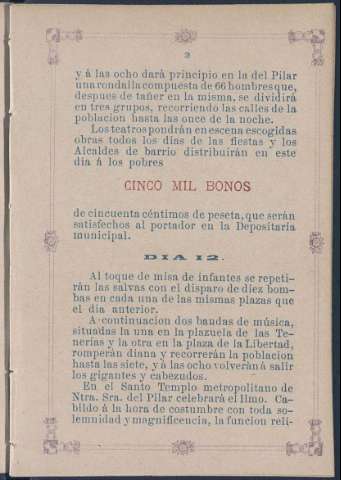 2
y á las ocho dará principio en la del Pilar
una rondalla compuesta de 66 hombres que,
despues de tañer en la misma, se dividirá
en tres grupos, recorriendo las calles de la
poblacion hasta las once de la noche.
Los teatros pondrán en escena escogidas
obras todos los días de las fiestas y los
Alcaldes de barrio distribuirán en este
dia á los pobres
CINCO MIL BONOS
de cincuenta céntimos de peseta, que serán
satisfechos al portador en la Depositaría
municipal.
DIA 12.
Al toque de misa de infantes se repeti-
rán las salvas con el disparo de diez bom-
bas en cada una de las mismas plazas que
el dia anterior.
A continuacion dos bandas de música,
situadas la una en la plazuela de las Te-
nerías y la otra en la plaza de la Libertad,
romperán diana y recorrerán la poblacion
hasta las siete, y á las ocho volverán á salir
los gigantes y cabezudos.
En el Santo Templo metropolitano de
Ntra. Sra. del Pilar celebrará el Ilmo. Ca-
bildo á la hora de costumbre con toda so-
lemnidad y magnificencia, la funcion reli-